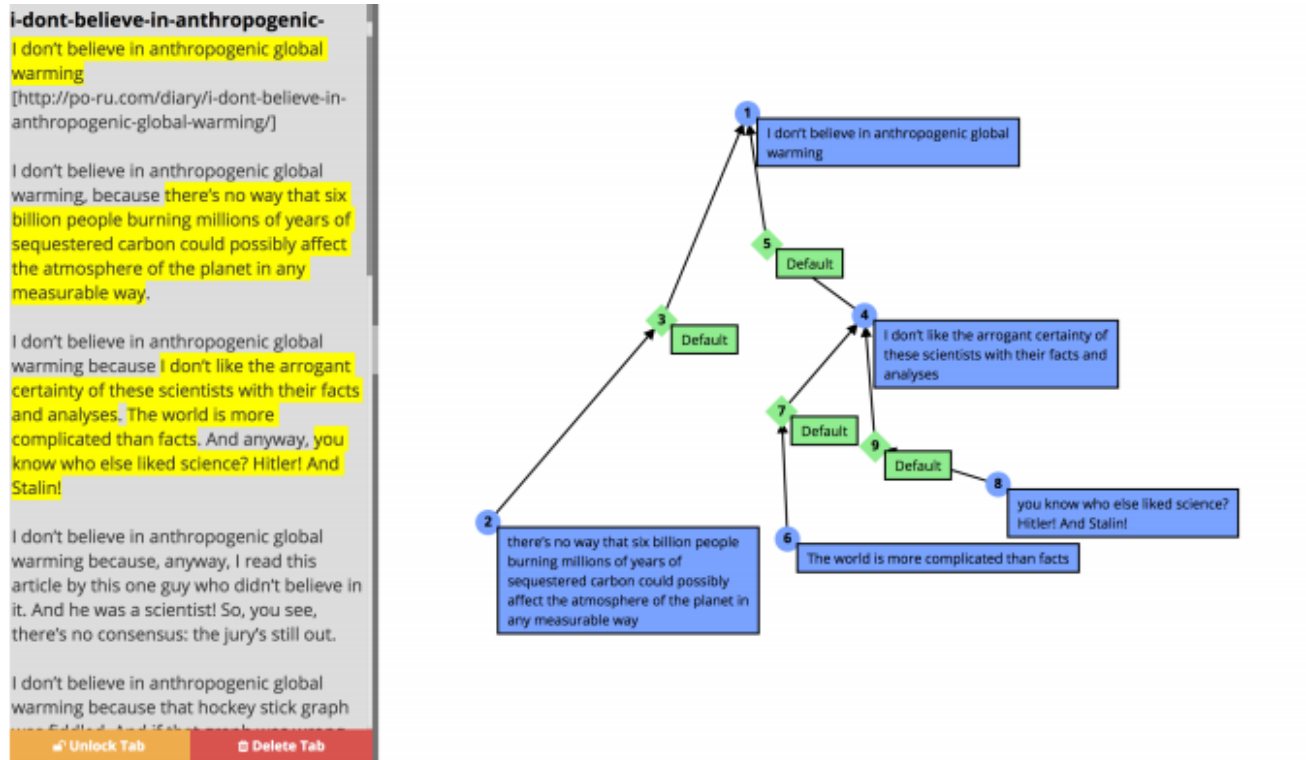 i-dont-believe-in-anthropogenic-
I don't believe in anthropogenic global
warming
[http://po-ru.com/diary/i-dont-believe-in-
anthropogenic-global-warming/]
I don't believe in anthropogenic global
warming, because there's no way that six
billion people burning millions of years of
sequestered carbon could possibly affect
the atmosphere of the planet in any
measurable way.
I don't believe in anthropogenic global
warming because I don't like the arrogant
certainty of these scientists with their facts
and analyses. The world is more
complicated than facts. And anyway, you
know who else liked science? Hitler! And
Stalin!
I don't believe in anthropogenic global
warming because, anyway, I read this
article by this one guy who didn't believe in
it. And he was a scientist! So, you see,
there's no consensus: the jury's still out.
I don't believe in anthropogenic global
warming because that hockey stick graph
was fiddled. And if that graph was wrong
Unlock Tab
Delete Tab
1
I don't believe in anthropogenic global
warming
5
Default
3
Default
4
I don't like the arrogant certainty of
these scientists with their facts and
analyses
7
Default
9
Default
8
you know who else liked science?
Hitler! And Stalin!
2
there's no way that six billion people
burning millions of years of
sequestered carbon could possibly
affect the atmosphere of the planet in
any measurable way
6
The world is more complicated than facts